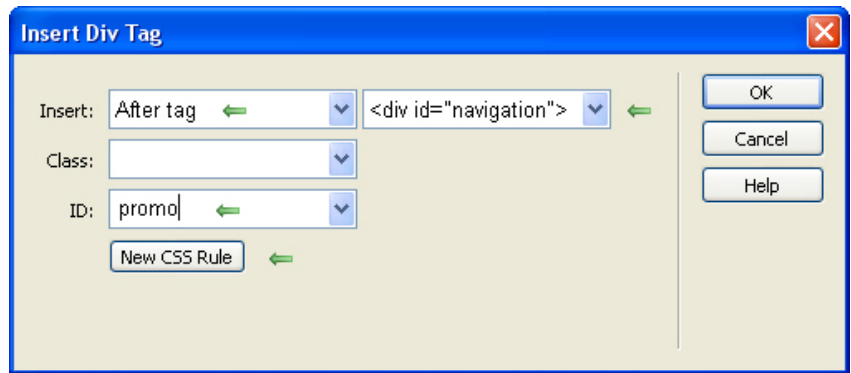 Insert Div Tag
Insert: After tag <div id="navigation"> OK
Class: Cancel
ID: promo Help
New CSS Rule